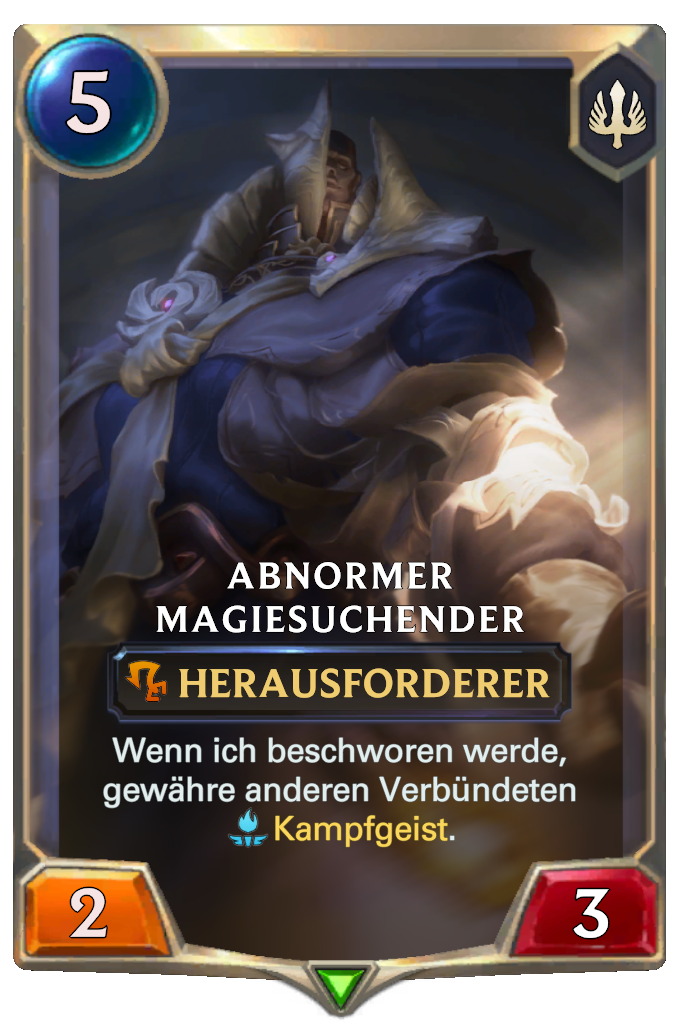 5
ABNORMER
MAGIESUCHENDER
HERAUSFORDERER
Wenn ich beschworen werde,
gewähre anderen Verbündeten
Kampfgeist.
2
3